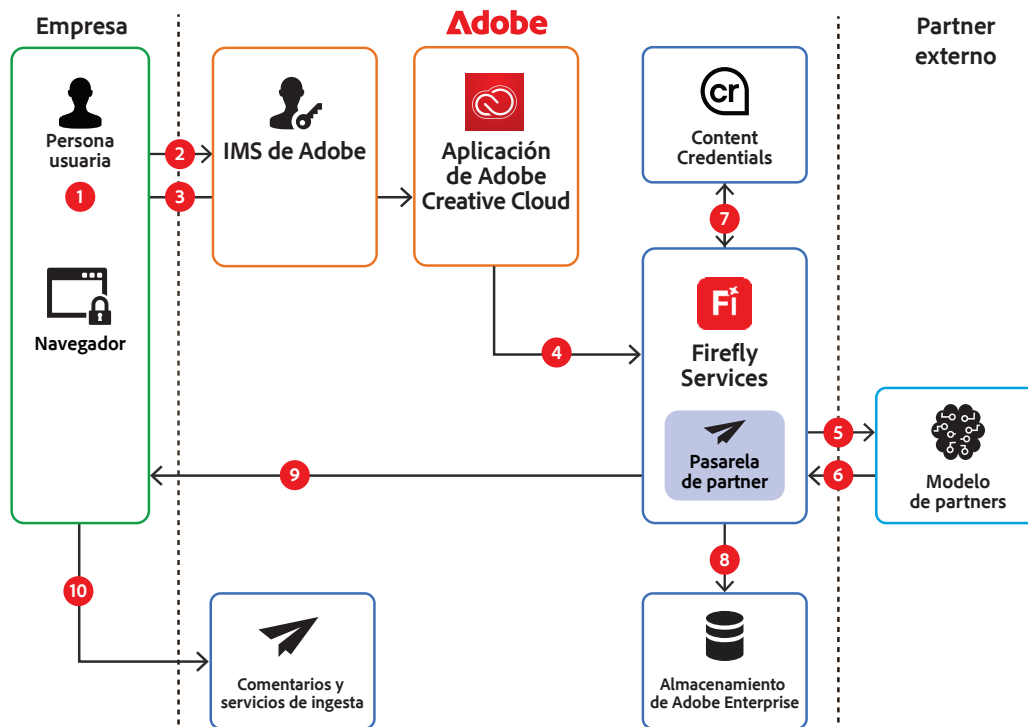 Empresa
Adobe
Partner
externo
Persona
usuaria
1
2
3
IMS de Adobe
Aplicación
de Adobe
Creative Cloud
cr
Content
Credentials
7
Navegador
4
Fi
Firefly
Services
Pasarela
de partner
5
6
Modelo
de partners
9
8
10
Comentarios y
servicios de ingesta
Almacenamiento
de Adobe Enterprise